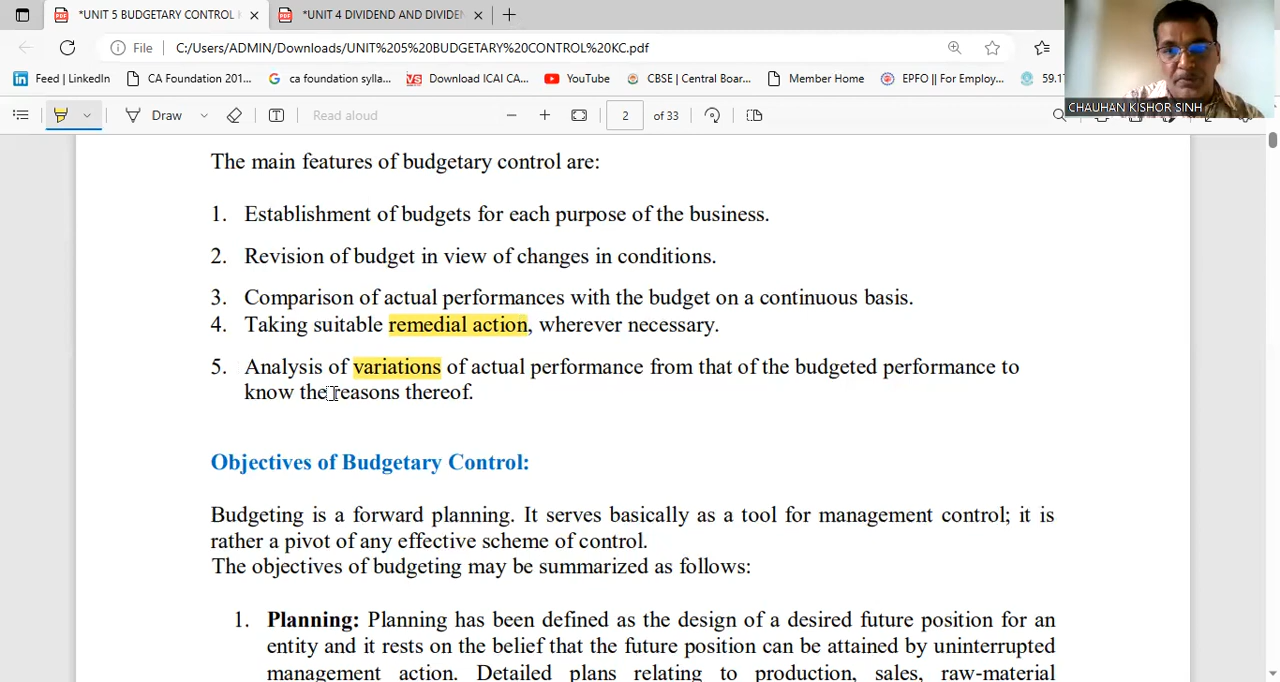 *UNIT 5 BUDGETARY CONTROL
*UNIT 4 DIVIDEND AND DIVIDEN
File C:/Users/ADMIN/Downloads/UNIT%205%20BUDGETARY%20CONTROL%20KC.pdf
Feed | LinkedIn CA Foundation 201... ca foundation sylla... Download ICAI CA... YouTube CBSE | Central Boar... Member Home EPFO || For Employ... 59.1
CHAUHAN KISHOR SINH
Draw Read aloud 2 of 33
The main features of budgetary control are:
1. Establishment of budgets for each purpose of the business.
2. Revision of budget in view of changes in conditions.
3. Comparison of actual performances with the budget on a continuous basis.
4. Taking suitable remedial action, wherever necessary.
5. Analysis of variations of actual performance from that of the budgeted performance to
know the reasons thereof.
Objectives of Budgetary Control:
Budgeting is a forward planning. It serves basically as a tool for management control; it is
rather a pivot of any effective scheme of control.
The objectives of budgeting may be summarized as follows:
1. Planning: Planning has been defined as the design of a desired future position for an
entity and it rests on the belief that the future position can be attained by uninterrupted
management action. Detailed plans relating to production, sales, raw-material